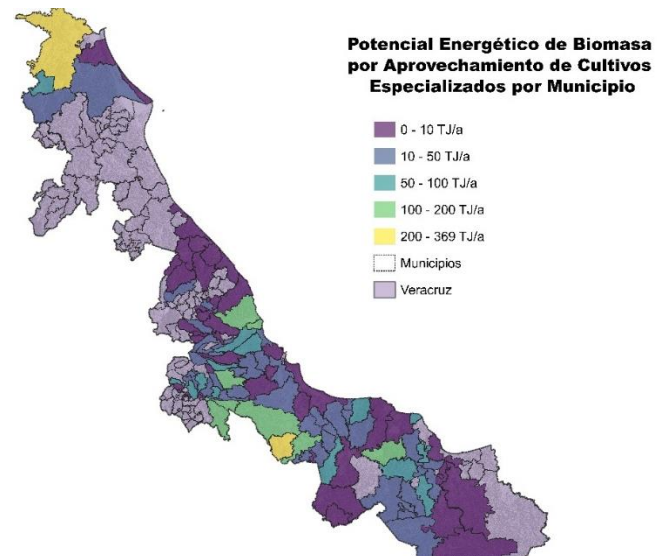 Potencial Energético de Biomasa
por Aprovechamiento de Cultivos
Especializados por Municipio
0 - 10 TJ/a
10 - 50 TJ/a
50 - 100 TJ/a
100 - 200 TJ/a
200 - 369 TJ/a
Municipios
Veracruz